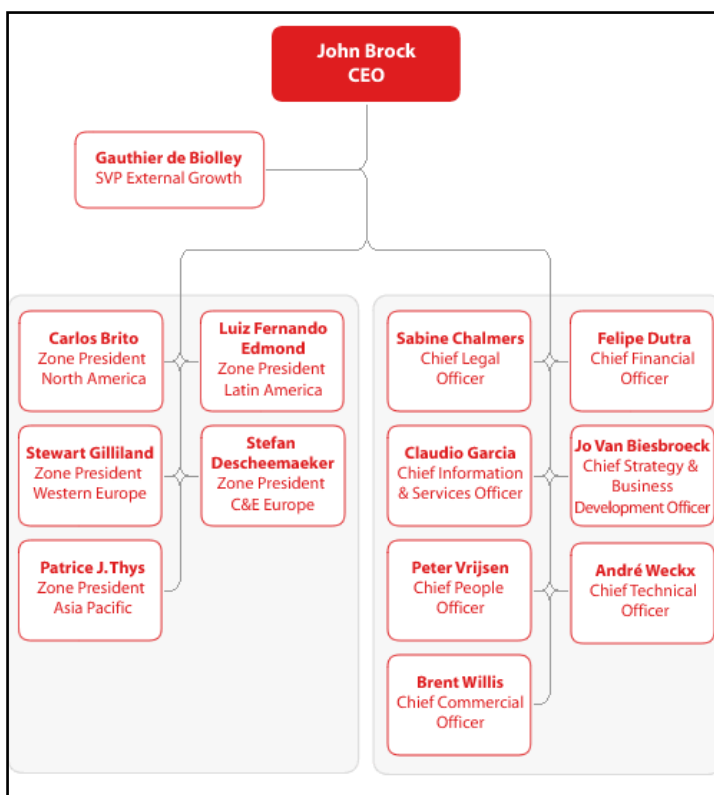 John Brock
CEO
Gauthier de Biolley
SVP External Growth
Carlos Brito
Zone President
North America
Luiz Fernando
Edmond
Zone President
Latin America
Stewart Gilliland
Zone President
Western Europe
Stefan
Descheemaeker
Zone President
C&E Europe
Patrice J.Thys
Zone President
Asia Pacific
Sabine Chalmers
Chief Legal
Officer
Felipe Dutra
Chief Financial
Officer
Claudio Garcia
Chief Information
& Services Officer
Jo Van Biesbroeck
Chief Strategy &
Business
Development Officer
Peter Vrijsen
Chief People
Officer
André Weckx
Chief Technical
Officer
Brent Willis
Chief Commercial
Officer